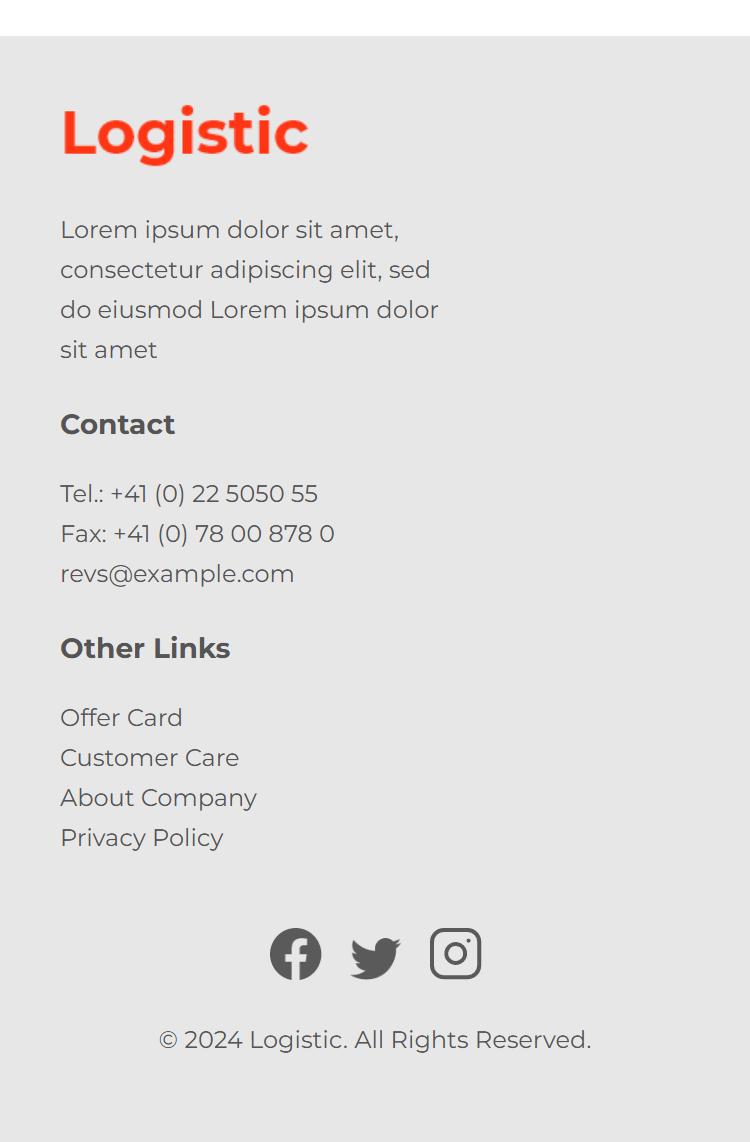 Logistic
Lorem ipsum dolor sit amet,
consectetur adipiscing elit, sed
do eiusmod Lorem ipsum dolor
sit amet
Contact
Tel.: +41 (0) 22 5050 55
Fax: +41 (0) 78 00 878 0
revs@example.com
Other Links
Offer Card
Customer Care
About Company
Privacy Policy
© 2024 Logistic. All Rights Reserved.